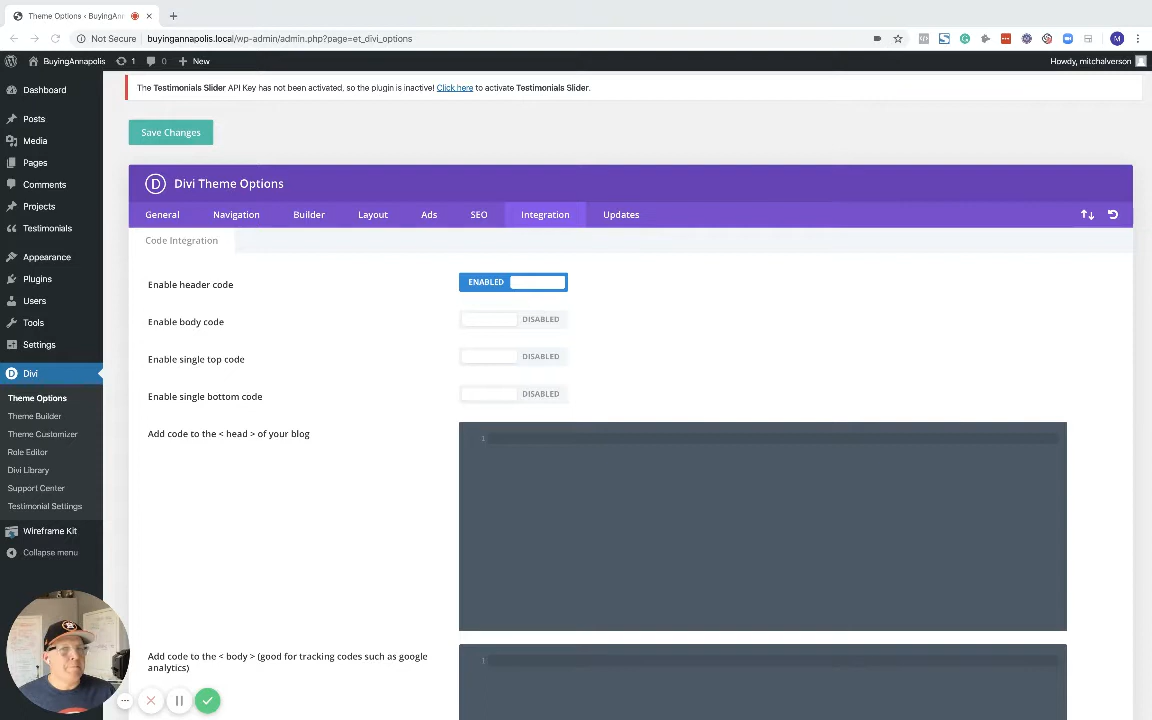 Theme Options ‹ BuyingAnn
Not Secure
buyingannapolis.local/wp-admin/admin.php?page=et_divi_options
M
BuyingAnnapolis
1
0
New
Howdy, mitchalverson
Dashboard
Posts
Media
Pages
Comments
Projects
Testimonials
Appearance
Plugins
Users
Tools
Settings
Divi
Theme Options
Theme Builder
Theme Customizer
Role Editor
Divi Library
Support Center
Testimonial Settings
Wireframe Kit
Collapse menu
The Testimonials Slider API Key has not been activated, so the plugin is inactive! Click here to activate Testimonials Slider.
Save Changes
D Divi Theme Options
General Navigation Builder Layout Ads SEO Integration Updates
Code Integration
Enable header code ENABLED
Enable body code DISABLED
Enable single top code DISABLED
Enable single bottom code DISABLED
Add code to the < head > of your blog
1
Add code to the < body > (good for tracking codes such as google
analytics)
1